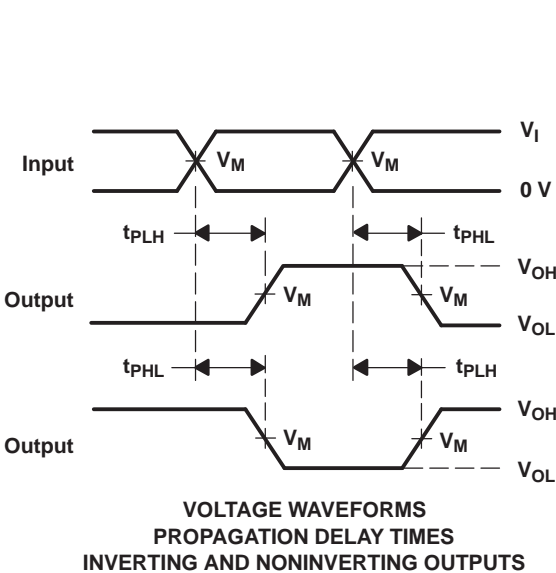 V_I
Input V_M V_M
0 V
t_PLH t_PHL
V_OH
Output V_M V_M
V_OL
t_PHL t_PLH
V_OH
Output V_M V_M
V_OL
VOLTAGE WAVEFORMS
PROPAGATION DELAY TIMES
INVERTING AND NONINVERTING OUTPUTS